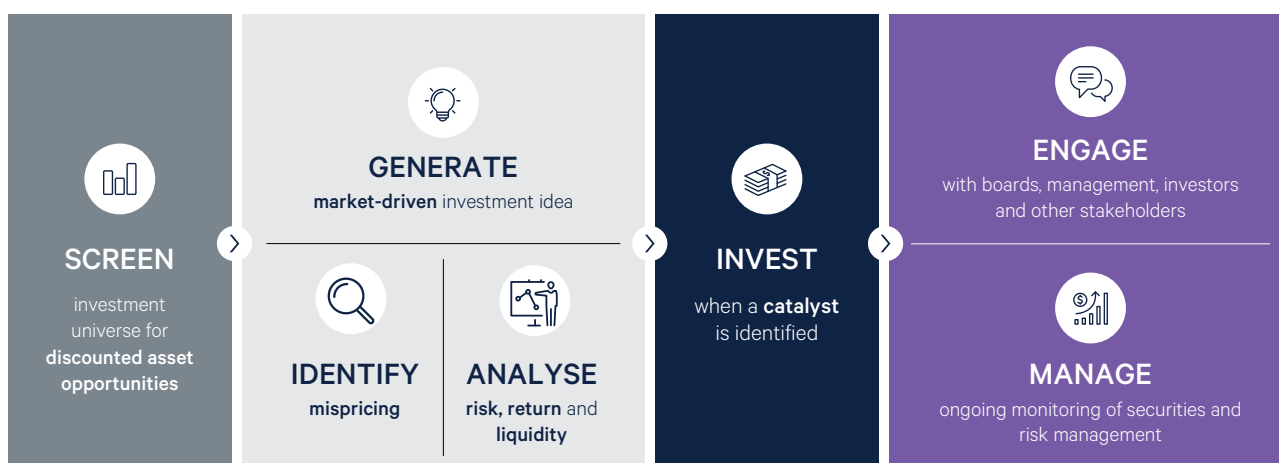 SCREEN
investment
universe for
discounted asset
opportunities
GENERATE
market-driven investment idea
IDENTIFY
mispricing
ANALYSE
risk, return and
liquidity
INVEST
when a catalyst
is identified
ENGAGE
with boards, management, investors
and other stakeholders
MANAGE
ongoing monitoring of securities and
risk management